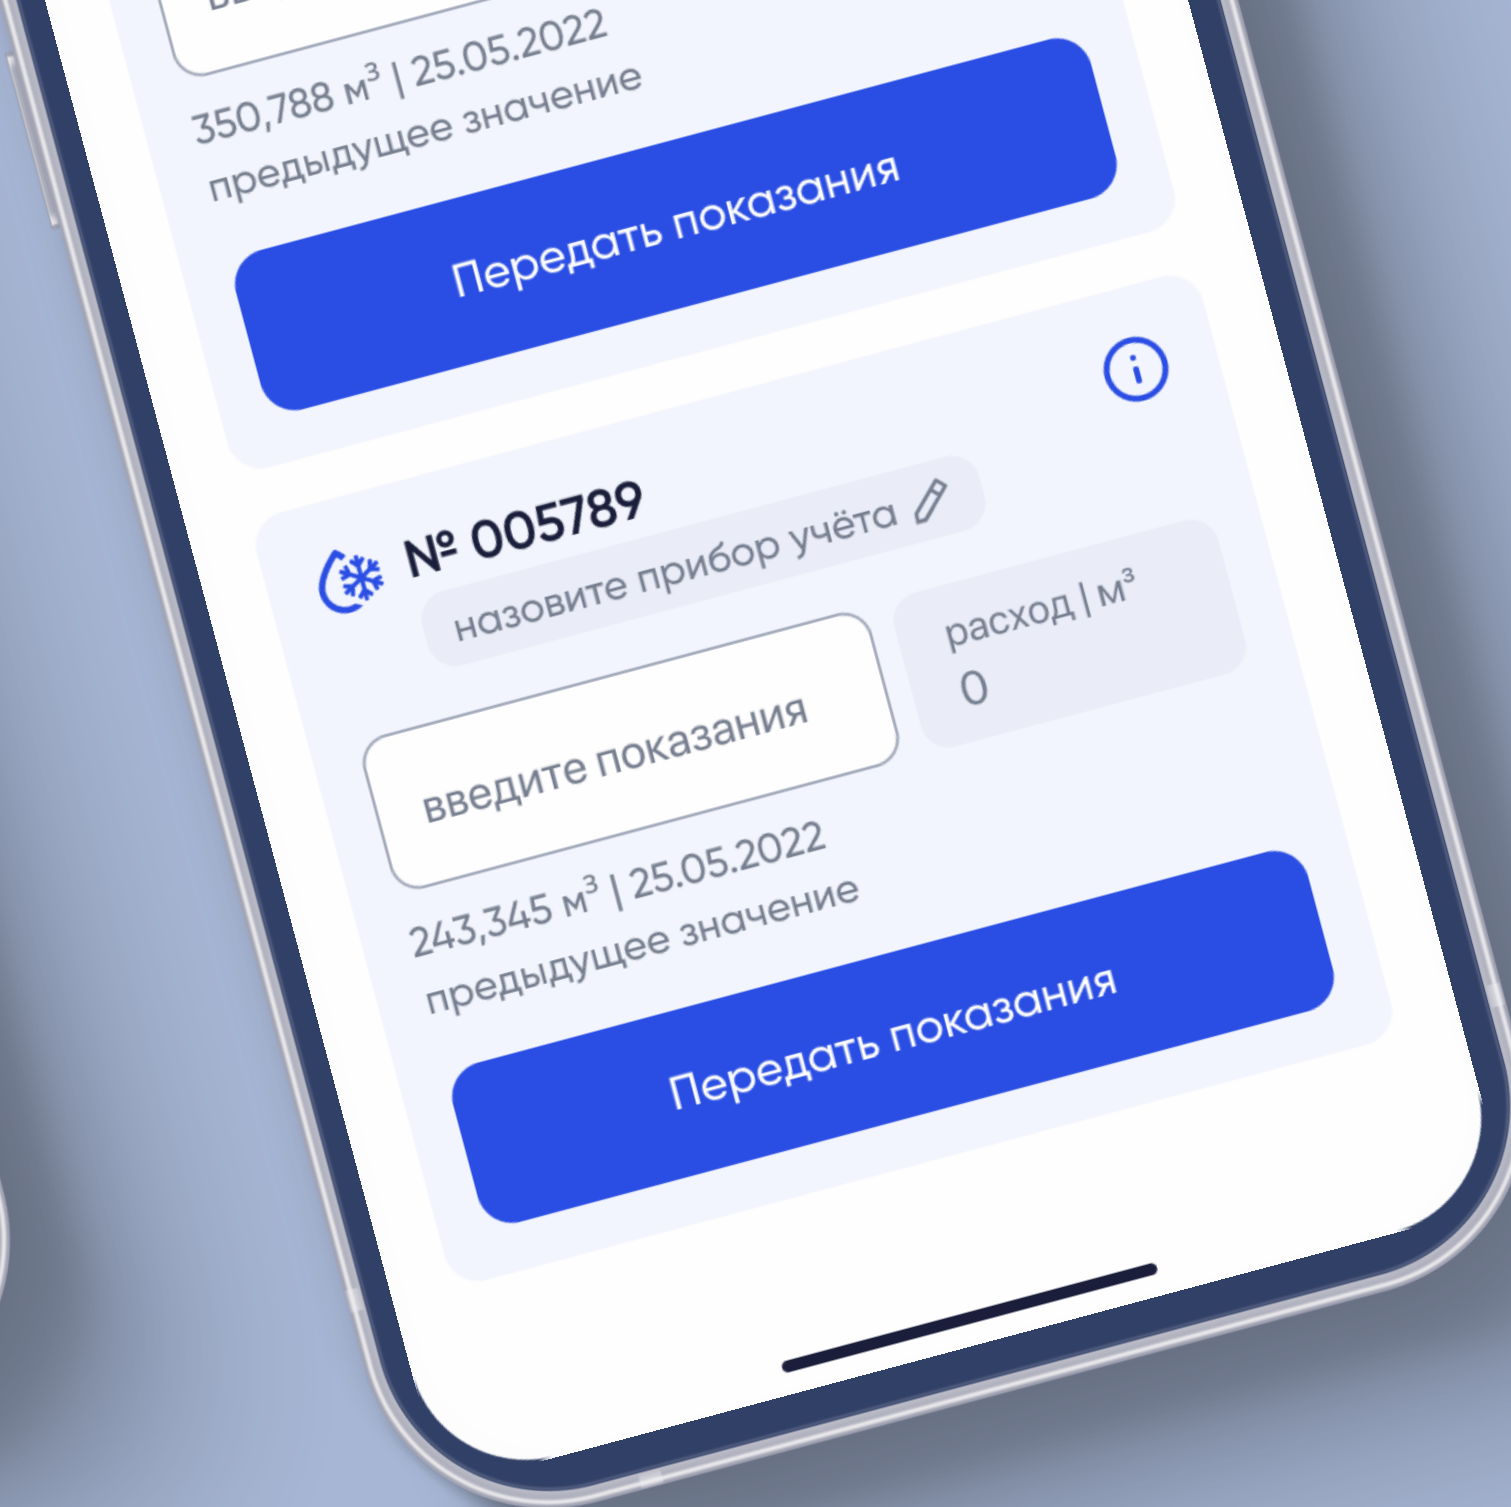 350,788 м³ | 25.05.2022
предыдущее значение
Передать показания
№ 005789
назовите прибор учёта
введите показания
расход | м³
0
243,345 м³ | 25.05.2022
предыдущее значение
Передать показания